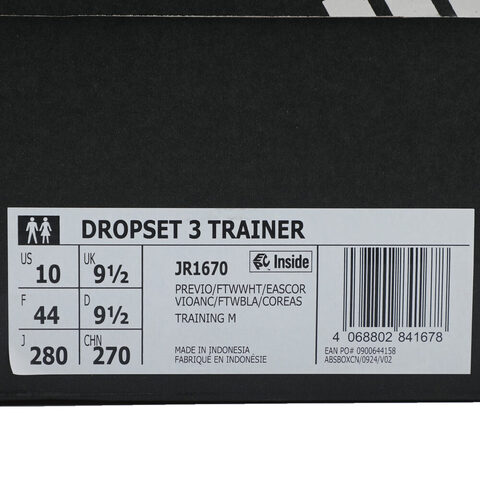 DROPSET 3 TRAINER
US 10
UK 9½
F 44
D 9½
J 280
CHN 270
JR1670
Inside
PREVIO/FTWWHT/EASCOR
VIOANC/FTWBLA/COREAS
TRAINING M
MADE IN INDONESIA
FABRIQUÉ EN INDONÉSIE
4 068802 841678
EAN PO# 0900644158
ABSBOXCN/0924/V02